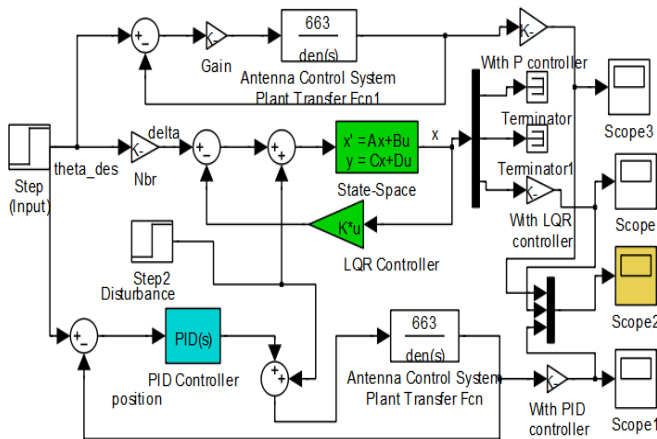 663
den(s)
K-
Gain
Antenna Control System
Plant Transfer Fcn1
K-
With P controller
Scope3
Step
(Input)
theta_des
K-
Nbr
delta
x' = Ax+Bu
y = Cx+Du
State-Space
x
Terminator
Terminator1
K-
With LQR
controller
Scope
K*u
LQR Controller
Step2
Disturbance
Scope2
PID(s)
PID Controller
position
663
den(s)
Antenna Control System
Plant Transfer Fcn
K-
With PID
controller
Scope1